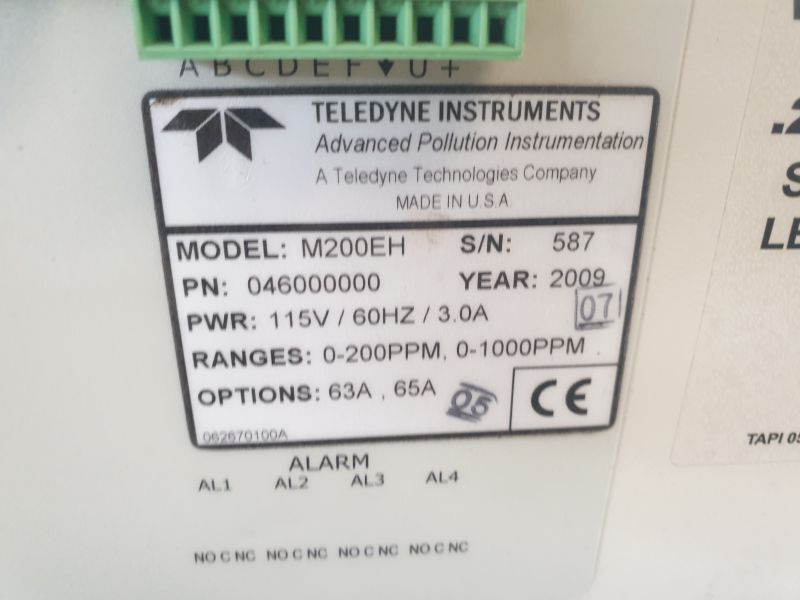 A B C D E F U +
TELEDYNE INSTRUMENTS
Advanced Pollution Instrumentation
A Teledyne Technologies Company
MADE IN U.S.A.
MODEL: M200EH S/N: 587
PN: 046000000 YEAR: 2009
PWR: 115V / 60HZ / 3.0A 07
RANGES: 0-200PPM, 0-1000PPM
OPTIONS: 63A , 65A 05 CE
062670100A
ALARM
AL1 AL2 AL3 AL4
NO C NC NO C NC NO C NC NO C NC
LE
TAPI 05